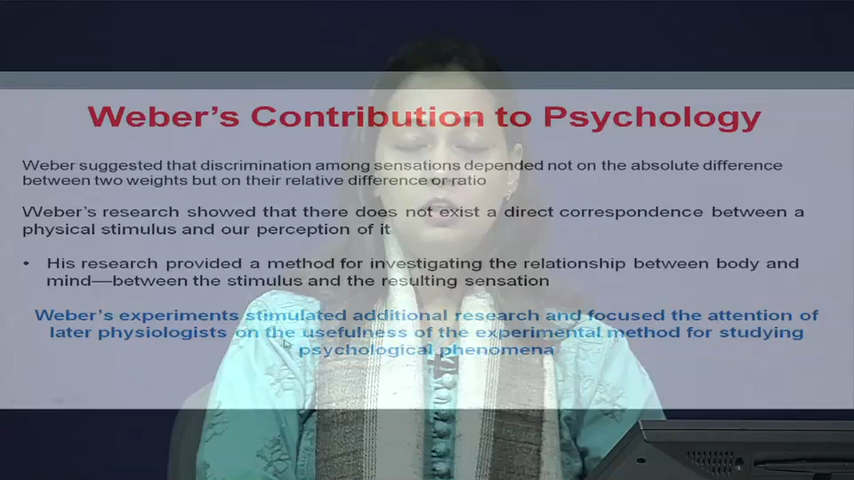 Weber's Contribution to Psychology
Weber suggested that discrimination among sensations depended not on the absolute difference
between two weights but on their relative difference or ratio
Weber's research showed that there does not exist a direct correspondence between a
physical stimulus and our perception of it
• His research provided a method for investigating the relationship between body and
mind—between the stimulus and the resulting sensation
Weber's experiments stimulated additional research and focused the attention of
later physiologists on the usefulness of the experimental method for studying
psychological phenomena